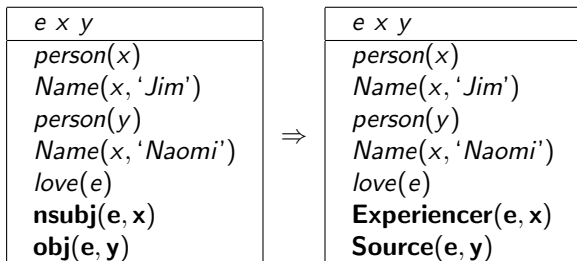 e x y
person(x)
Name(x, ‘Jim’)
person(y)
Name(x, ‘Naomi’)
love(e)
nsubj(e, x)
obj(e, y)
⇒
e x y
person(x)
Name(x, ‘Jim’)
person(y)
Name(x, ‘Naomi’)
love(e)
Experiencer(e, x)
Source(e, y)